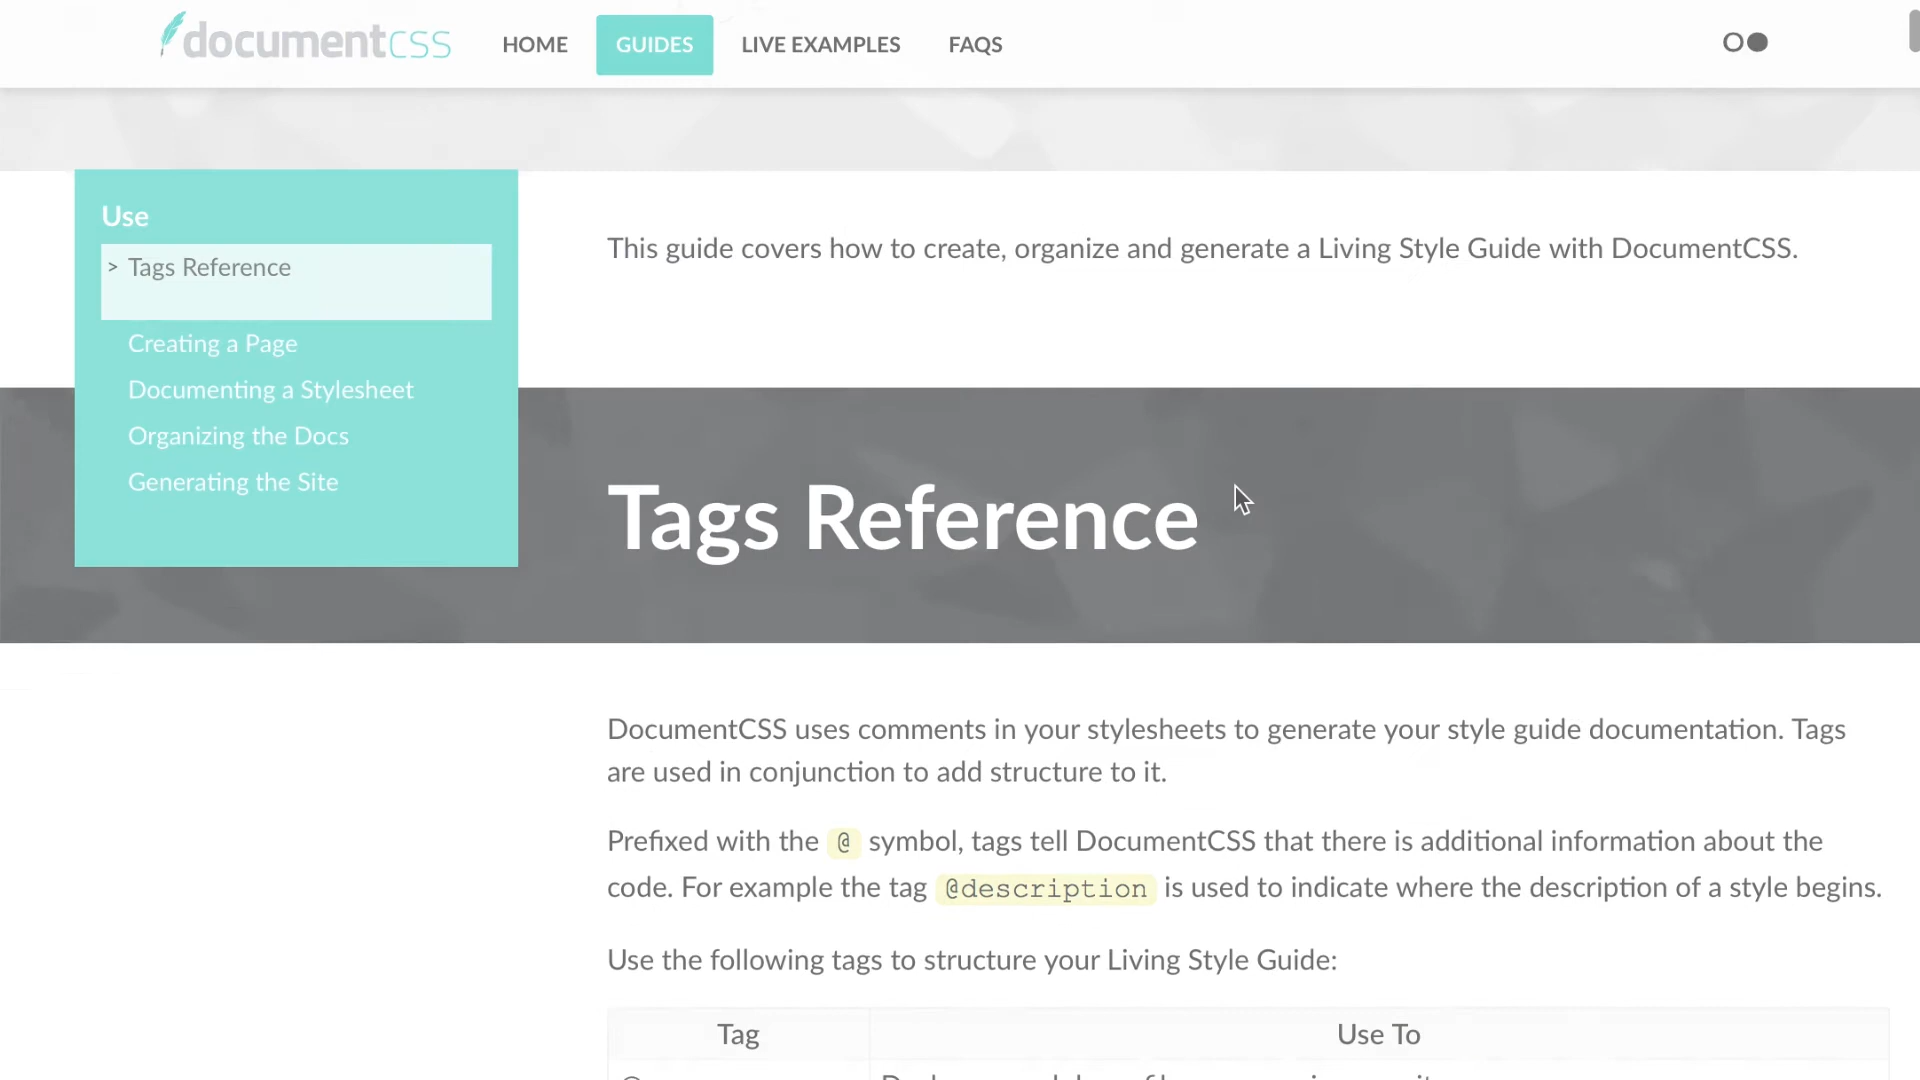 documentcss HOME GUIDES LIVE EXAMPLES FAQS
Use
> Tags Reference
Creating a Page
Documenting a Stylesheet
Organizing the Docs
Generating the Site
This guide covers how to create, organize and generate a Living Style Guide with DocumentCSS.
Tags Reference
DocumentCSS uses comments in your stylesheets to generate your style guide documentation. Tags
are used in conjunction to add structure to it.
Prefixed with the @ symbol, tags tell DocumentCSS that there is additional information about the
code. For example the tag @description is used to indicate where the description of a style begins.
Use the following tags to structure your Living Style Guide:
Tag Use To